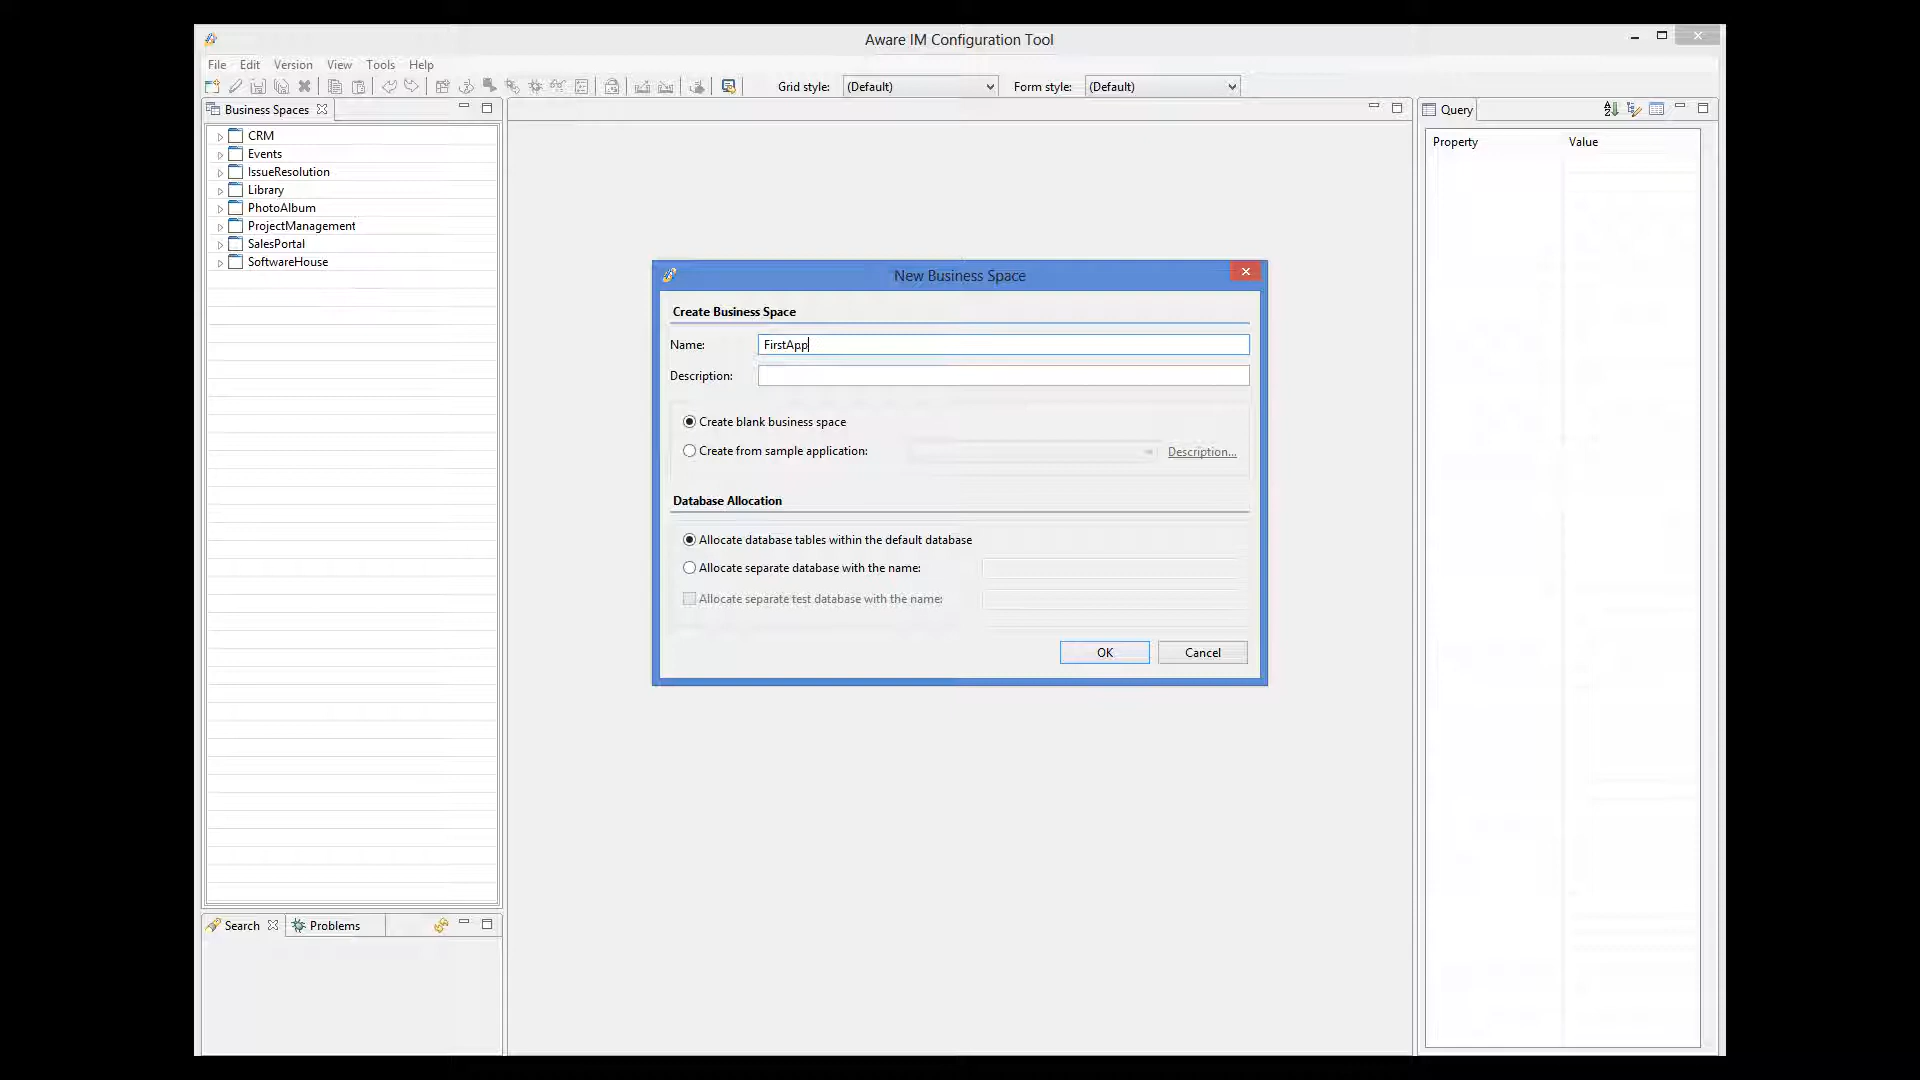 Aware IM Configuration Tool
File Edit Version View Tools Help
Grid style: (Default) Form style: (Default)
Business Spaces
CRM
Events
IssueResolution
Library
PhotoAlbum
ProjectManagement
SalesPortal
SoftwareHouse
Search Problems
New Business Space
Create Business Space
Name: FirstApp
Description:
Create blank business space
Create from sample application: Description...
Database Allocation
Allocate database tables within the default database
Allocate separate database with the name:
Allocate separate test database with the name:
OK Cancel
Query
Property Value